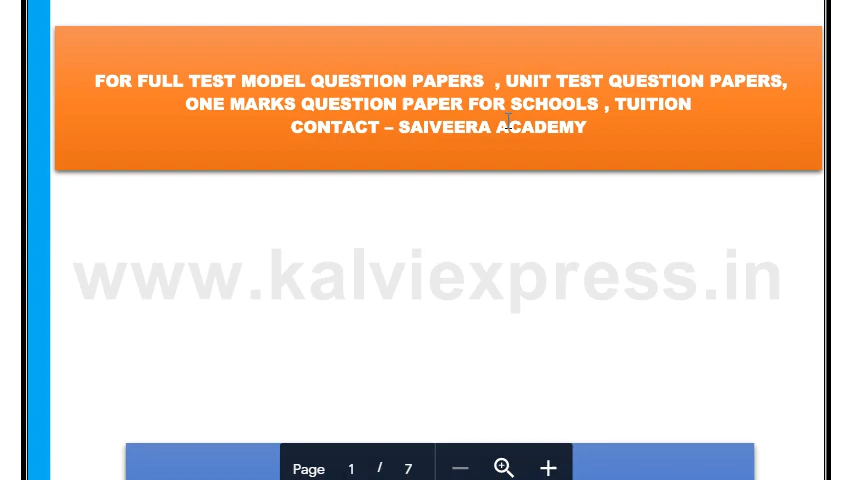 FOR FULL TEST MODEL QUESTION PAPERS , UNIT TEST QUESTION PAPERS,
ONE MARKS QUESTION PAPER FOR SCHOOLS , TUITION
CONTACT – SAIVEERA ACADEMY
www.kalviexpress.in
Page 1 / 7